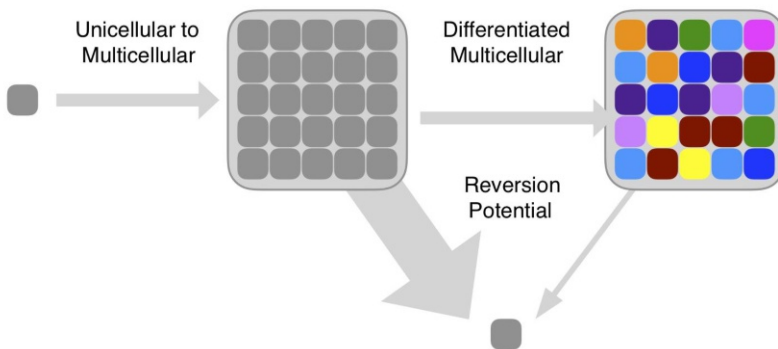 Unicellular to
Multicellular
Differentiated
Multicellular
Reversion
Potential